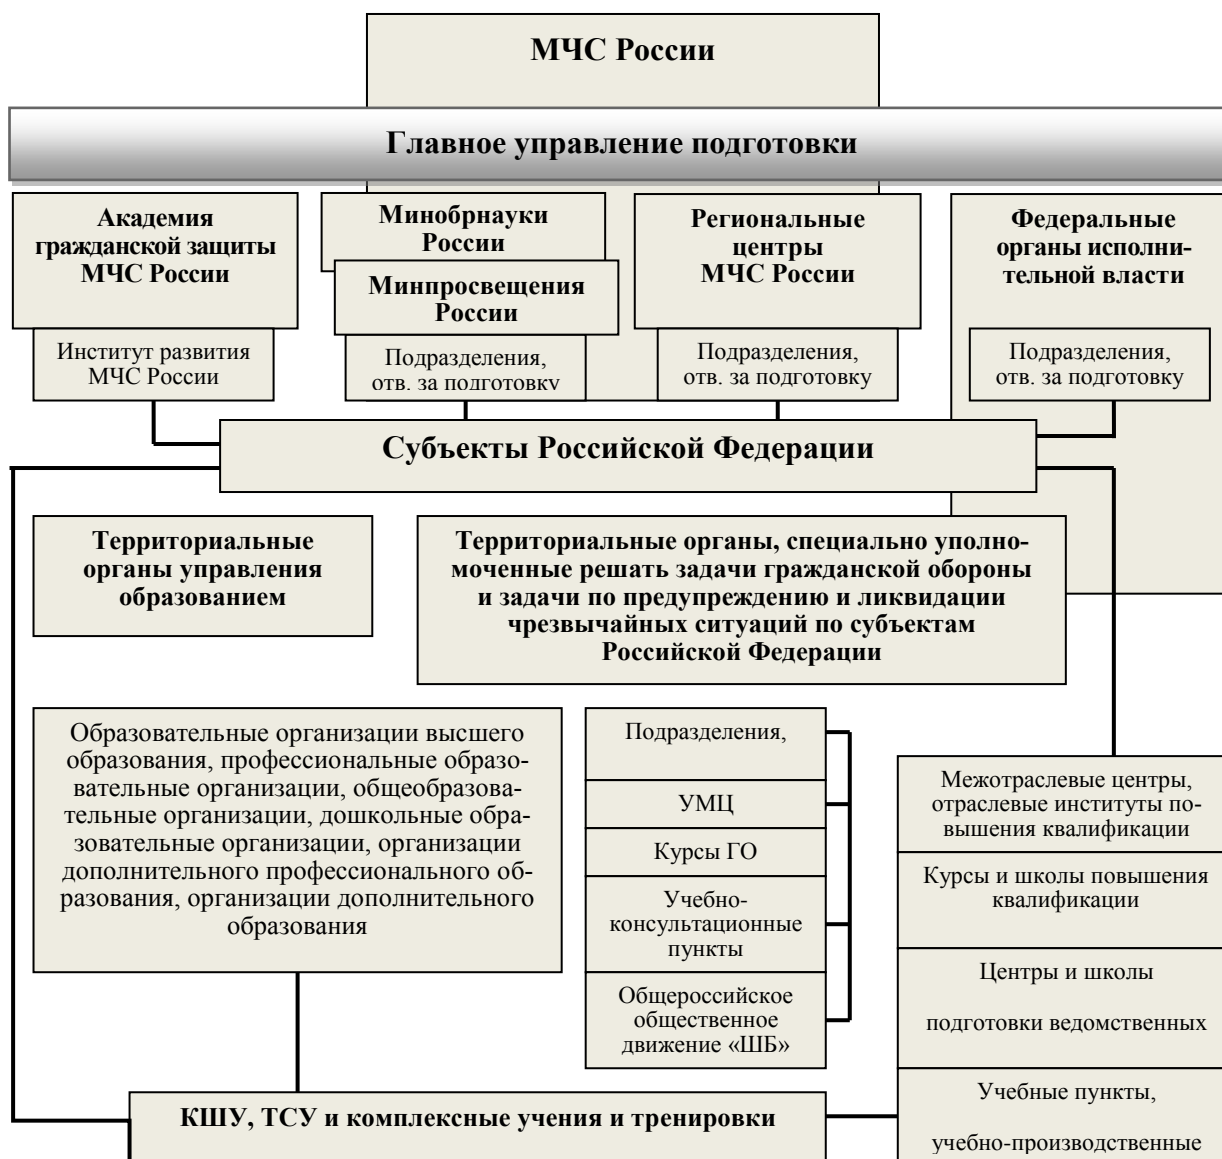 МЧС России
Главное управление подготовки
Академия
гражданской защиты
МЧС России
Институт развития
МЧС России
Минобрнауки
России
Минпросвещения
России
Подразделения,
отв. за подготовку
Региональные
центры
МЧС России
Подразделения,
отв. за подготовку
Федеральные
органы исполни-
тельной власти
Подразделения,
отв. за подготовку
Субъекты Российской Федерации
Территориальные
органы управления
образованием
Территориальные органы, специально уполно-
моченные решать задачи гражданской обороны
и задачи по предупреждению и ликвидации
чрезвычайных ситуаций по субъектам
Российской Федерации
Образовательные организации высшего
образования, профессиональные образо-
вательные организации, общеобразова-
тельные организации, дошкольные обра-
зовательные организации, организации
дополнительного профессионального об-
разования, организации дополнительного
образования
Подразделения,
УМЦ
Курсы ГО
Учебно-
консультационные
пункты
Общероссийское
общественное
движение «ШБ»
Межотраслевые центры,
отраслевые институты по-
вышения квалификации
Курсы и школы повышения
квалификации
Центры и школы
подготовки ведомственных
Учебные пункты,
учебно-производственные
КШУ, ТСУ и комплексные учения и тренировки